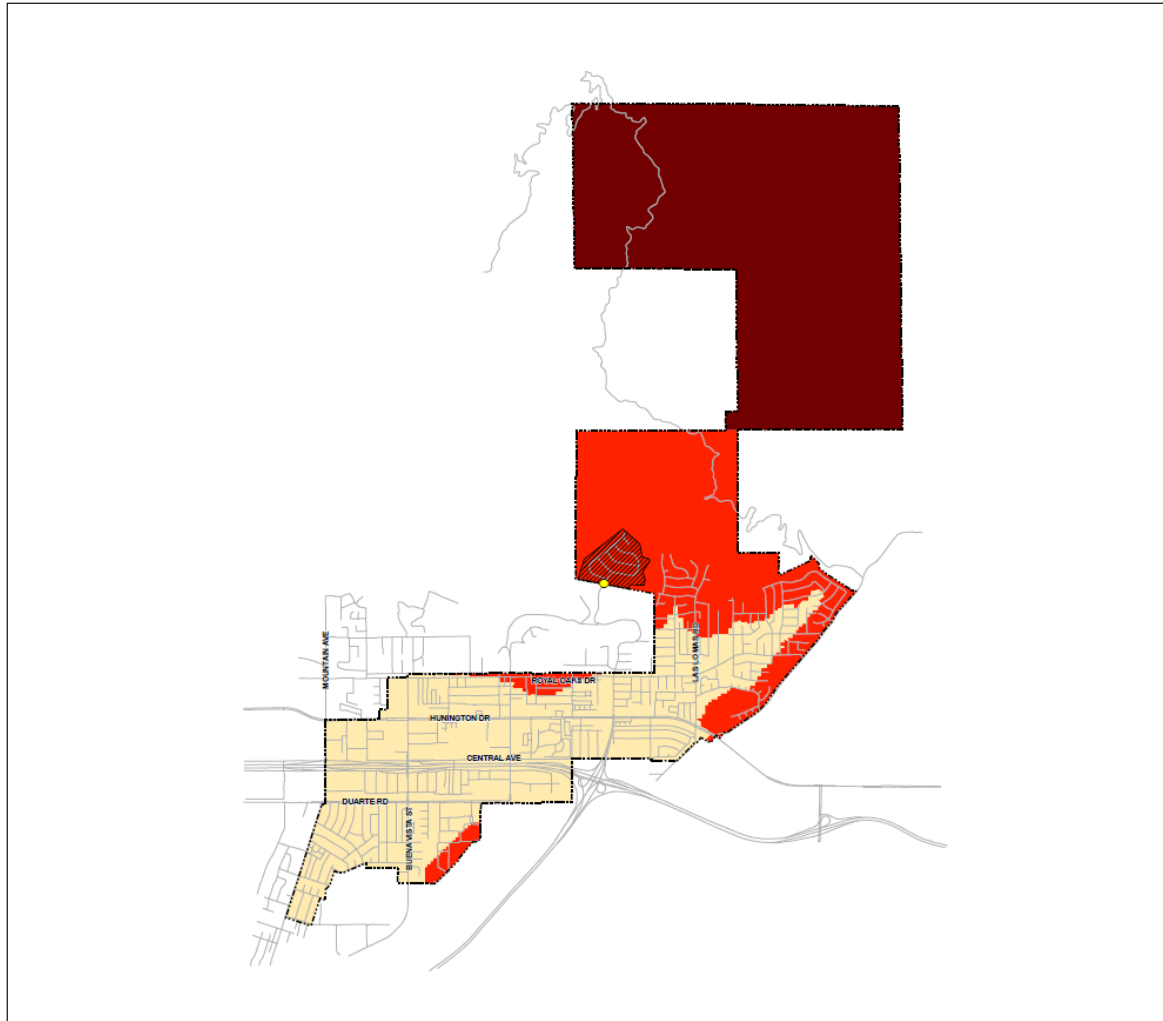 MOUNTAIN AVE
LAS LOMAS RD
ROYAL OAKS DR
HUNINGTON DR
CENTRAL AVE
DUARTE RD
BUENA VISTA ST